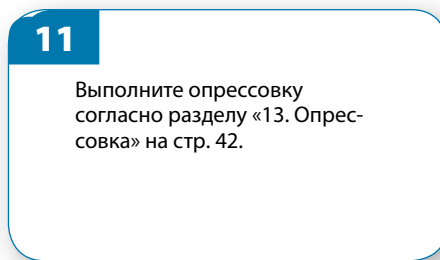 11
Выполните опрессовку
согласно разделу «13. Опрес-
совка» на стр. 42.